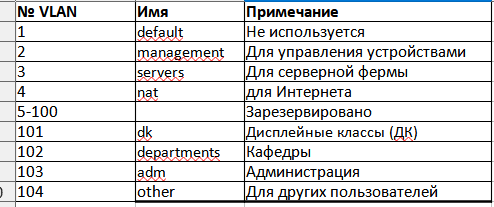 № VLAN Имя Примечание
1 default Не используется
2 management Для управления устройствами
3 servers Для серверной фермы
4 nat для Интернета
5-100 Зарезервировано
101 dk Дисплейные классы (ДК)
102 departments Кафедры
103 adm Администрация
104 other Для других пользователей